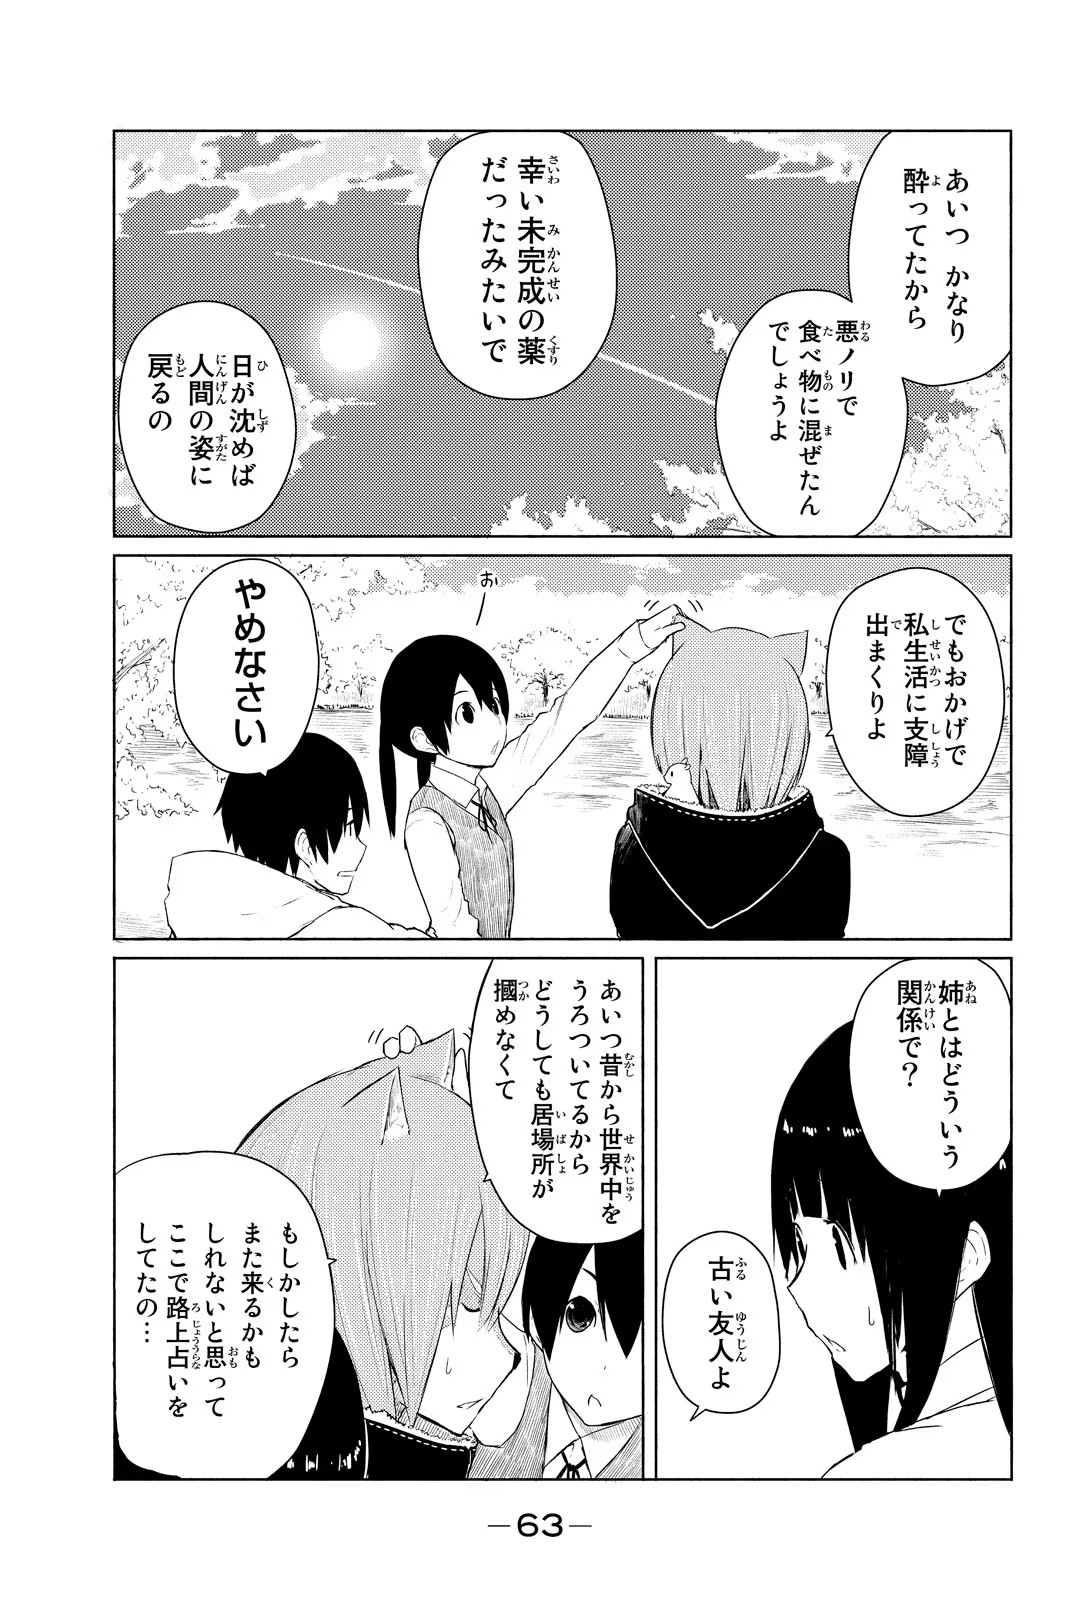 あいつ かなり
酔ってたから
悪ノリで
食べ物に混ぜたん
でしょうよ
幸い未完成の薬
だったみたいで
日が沈めば
人間の姿に
戻るの
でもおかげで
私生活に支障
出まくりよ
お
やめなさい
姉とはどういう
関係で？
古い友人よ
あいつ昔から世界中を
うろついてるから
どうしても居場所が
摑めなくて
もしかしたら
また来るかも
しれないと思って
ここで路上占いを
してたの…
—63—